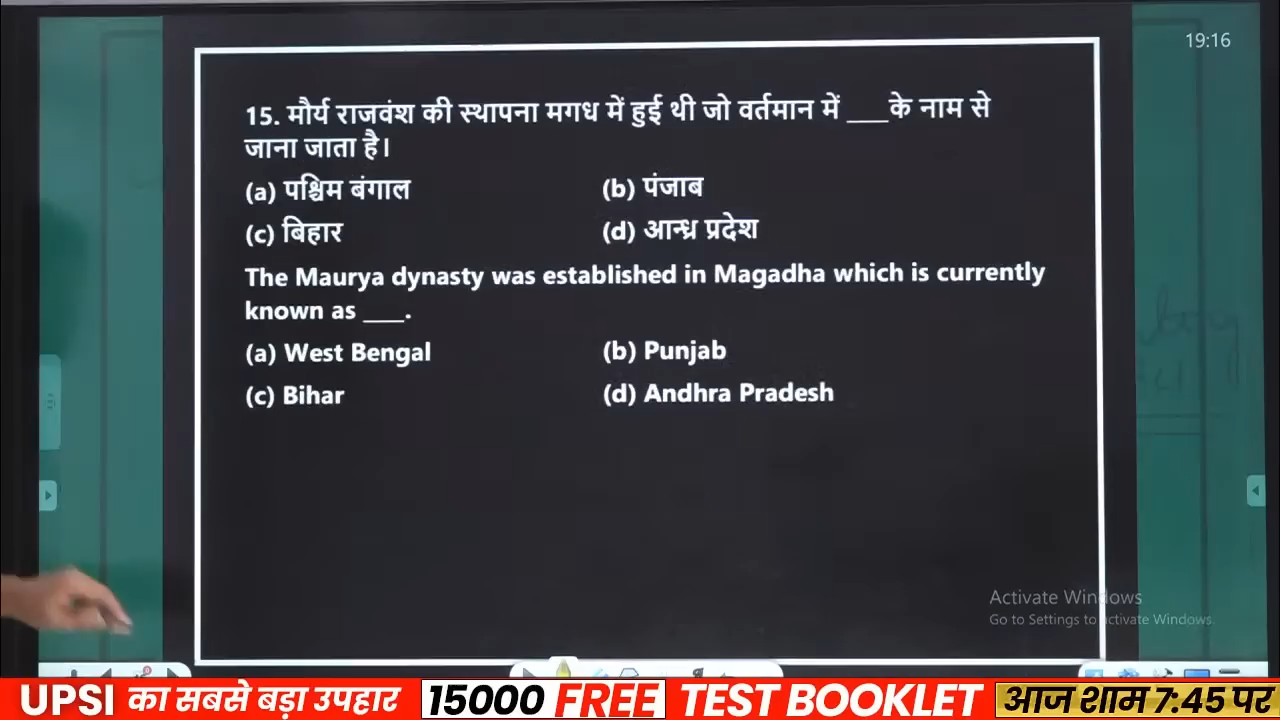 19:16
15. मौर्य राजवंश की स्थापना मगध में हुई थी जो वर्तमान में ___के नाम से
जाना जाता है।
(a) पश्चिम बंगाल (b) पंजाब
(c) बिहार (d) आन्ध्र प्रदेश
The Maurya dynasty was established in Magadha which is currently
known as ___.
(a) West Bengal (b) Punjab
(c) Bihar (d) Andhra Pradesh
Activate Windows
Go to Settings to activate Windows.
UPSI का सबसे बड़ा उपहार 15000 FREE TEST BOOKLET आज शाम 7:45 पर